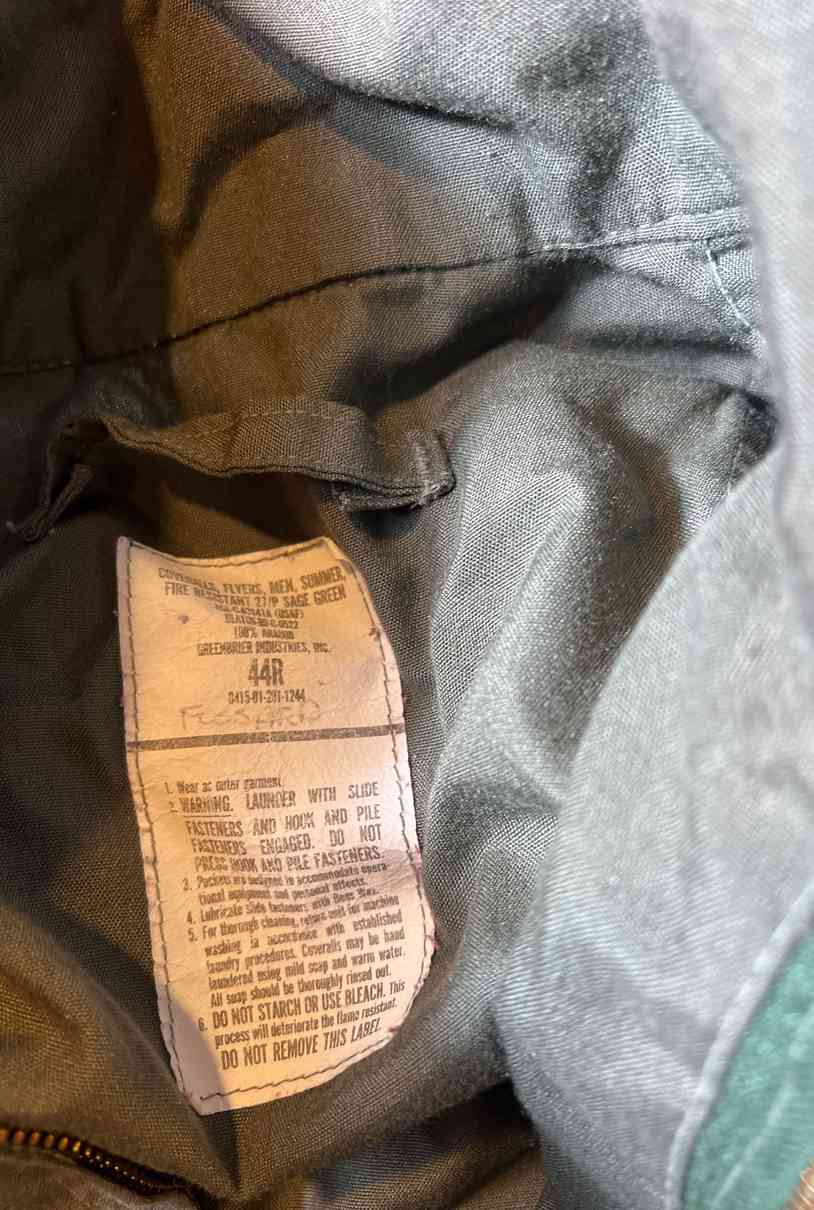 COVERALLS, FLYERS, MEN, SUMMER,
FIRE RESISTANT 27/P SAGE GREEN
(USAF)
100% ARAMID
GREENBRIER INDUSTRIES, INC.
44R
8415-01-281-1244
1. Wear as outer garment.
2. WARNING. LAUNDER WITH SLIDE
FASTENERS AND HOOK AND PILE
FASTENERS ENGAGED. DO NOT
PRESS HOOK AND PILE FASTENERS.
3. Pockets are designed to accommodate opera-
tional equipment and personal effects.
4. Lubricate slide fasteners with Bees Wax.
5. For thorough cleaning, return unit for machine
washing in accordance with established
laundry procedures. Coveralls may be hand
laundered using mild soap and warm water.
All soap should be thoroughly rinsed out.
6. DO NOT STARCH OR USE BLEACH. This
process will deteriorate the flame resistant.
DO NOT REMOVE THIS LABEL